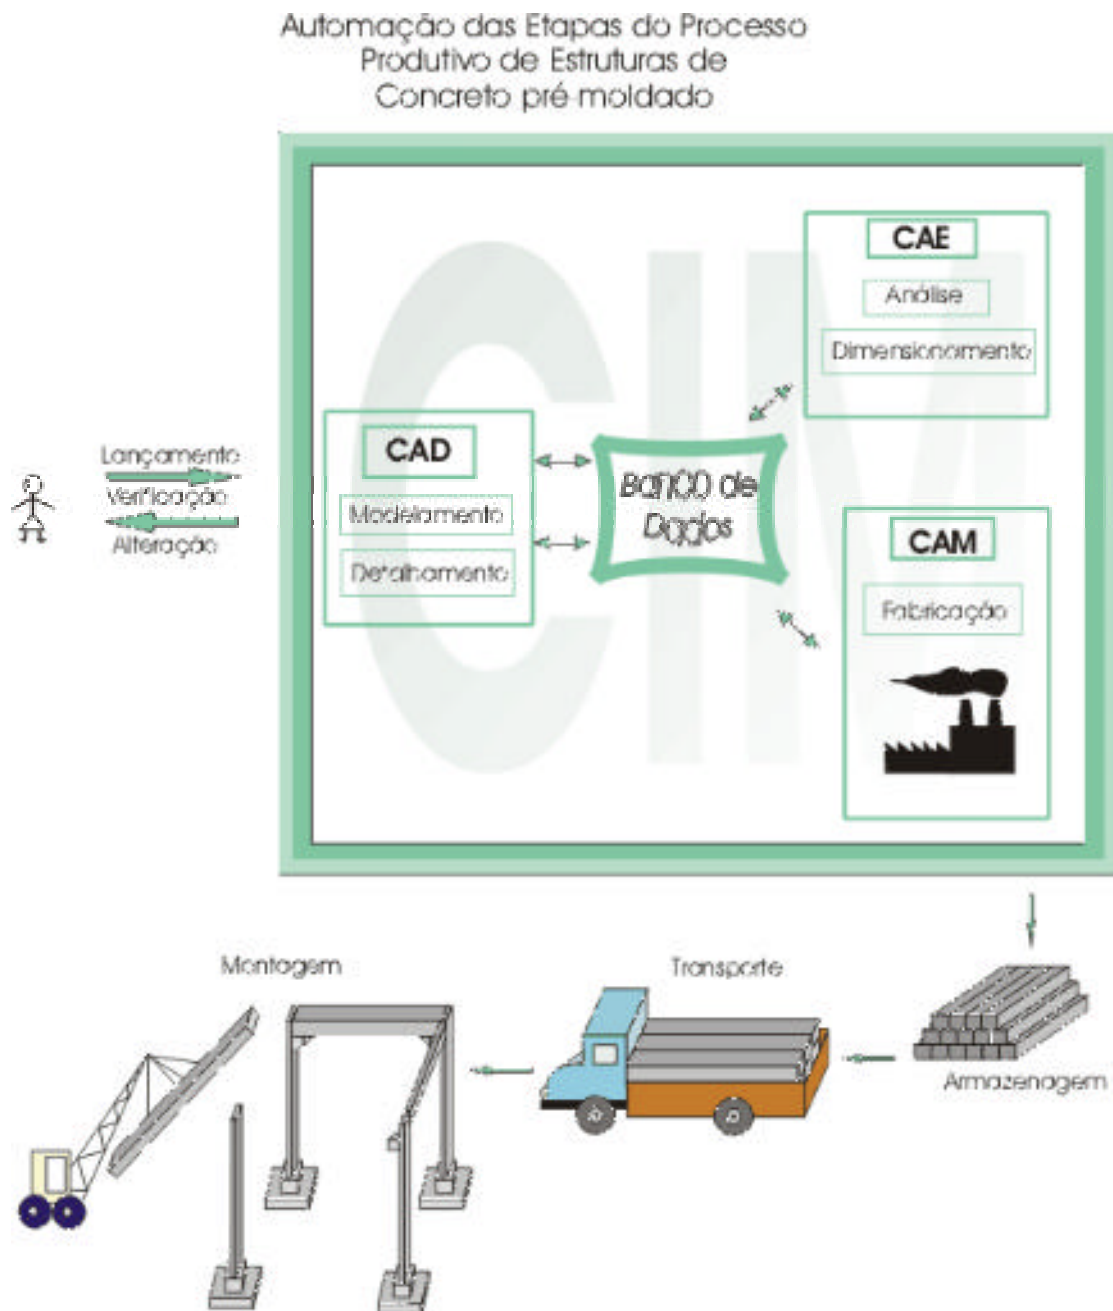 Automação das Etapas do Processo
Produtivo de Estruturas de
Concreto pré-moldado
CIM
CAE
Análise
Dimensionamento
CAD
Modelamento
Detalhamento
Banco de
Dados
CAM
Fabricação
Lançamento
Verificação
Alteração
Montagem
Transporte
Armazenagem